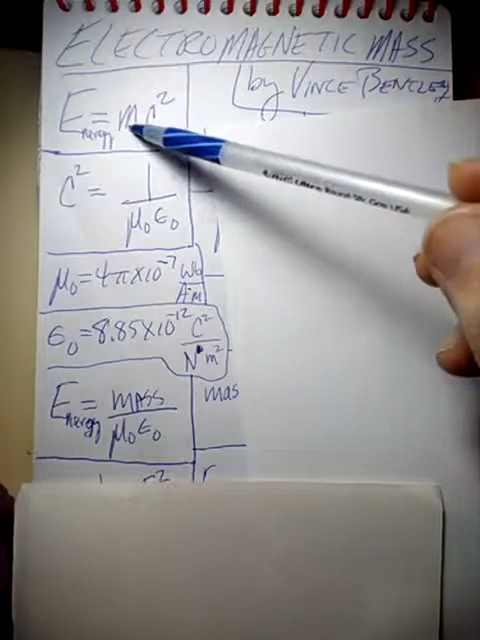 ELECTROMAGNETIC MASS
by VINCE BENTLEY
Energy = mc²
C² = 1/μ₀ε₀
μ₀ = 4π×10⁻⁷ Wb/A·m
ε₀ = 8.85×10⁻¹² C²/N·m²
Energy = MASS/μ₀ε₀
mas